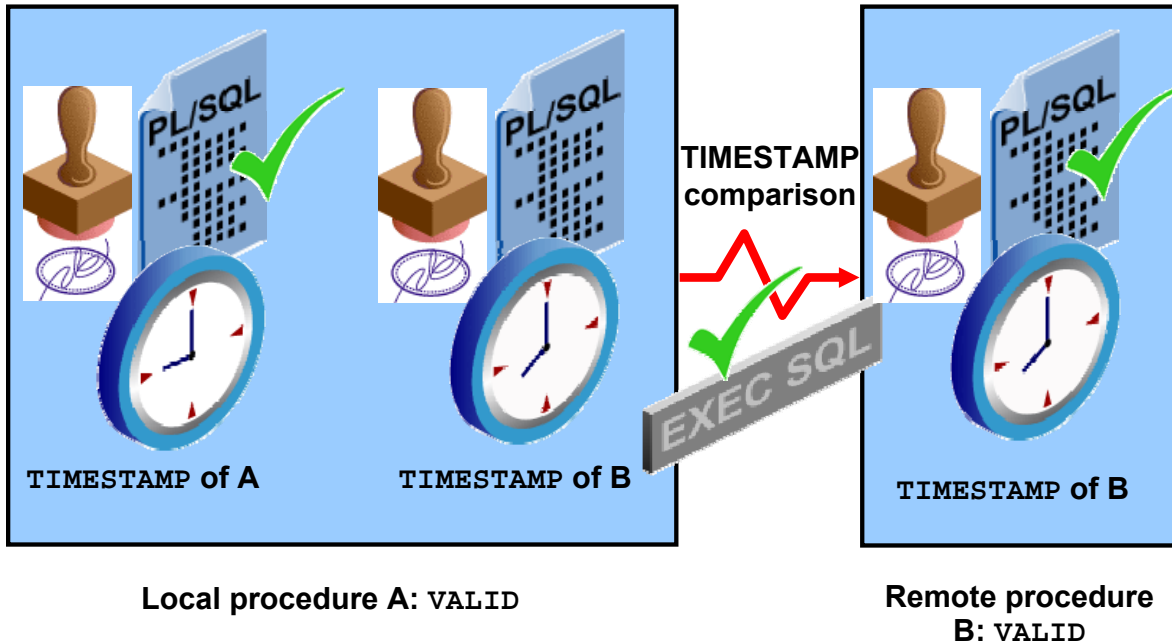 PL/SQL
PL/SQL
PL/SQL
TIMESTAMP
comparison
EXEC SQL
TIMESTAMP of A
TIMESTAMP of B
TIMESTAMP of B
Local procedure A: VALID
Remote procedure
B: VALID